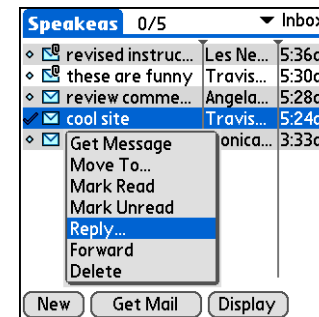 Speakeas 0/5 Inbox
revised instruc... Les Ne... 5:36
these are funny Travis... 5:30
review comme... Angela... 5:28
cool site Travis... 5:24
onica... 3:33
Get Message
Move To...
Mark Read
Mark Unread
Reply...
Forward
Delete
New Get Mail Display